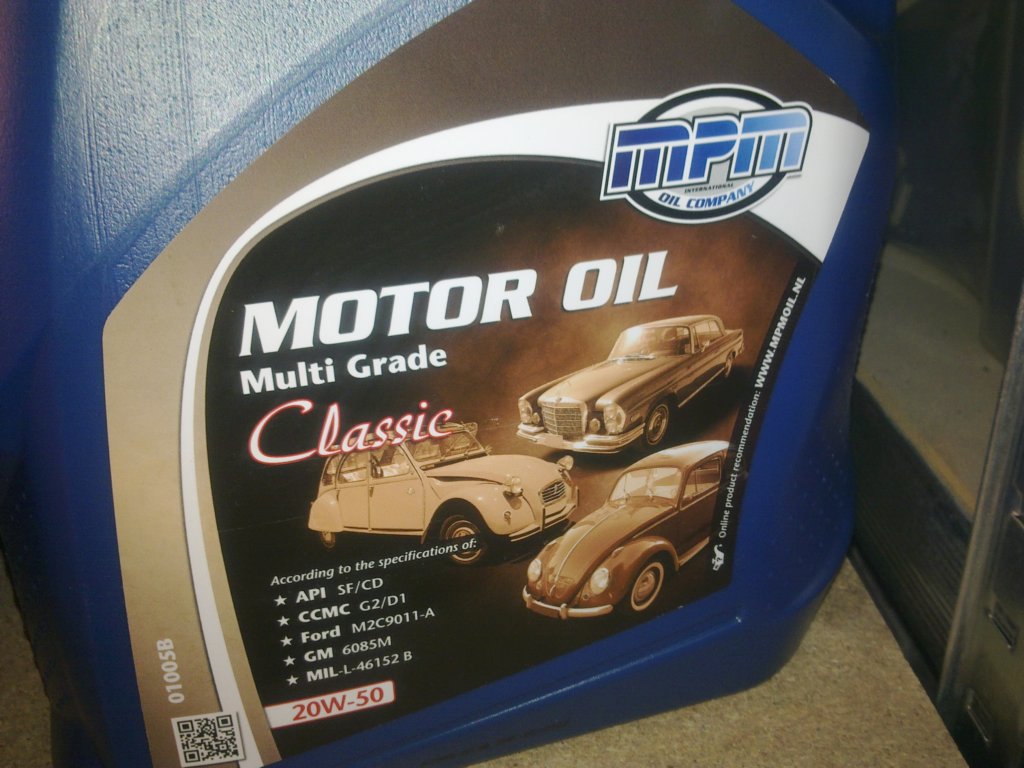 MPM
INTERNATIONAL
OIL COMPANY
MOTOR OIL
Multi Grade
Classic
According to the specifications of:
★ API SF/CD
★ CCMC G2/D1
★ Ford M2C9011-A
★ GM 6085M
★ MIL-L-46152 B
20W-50
01005B
Online product recommendation: WWW.MPMOIL.NL